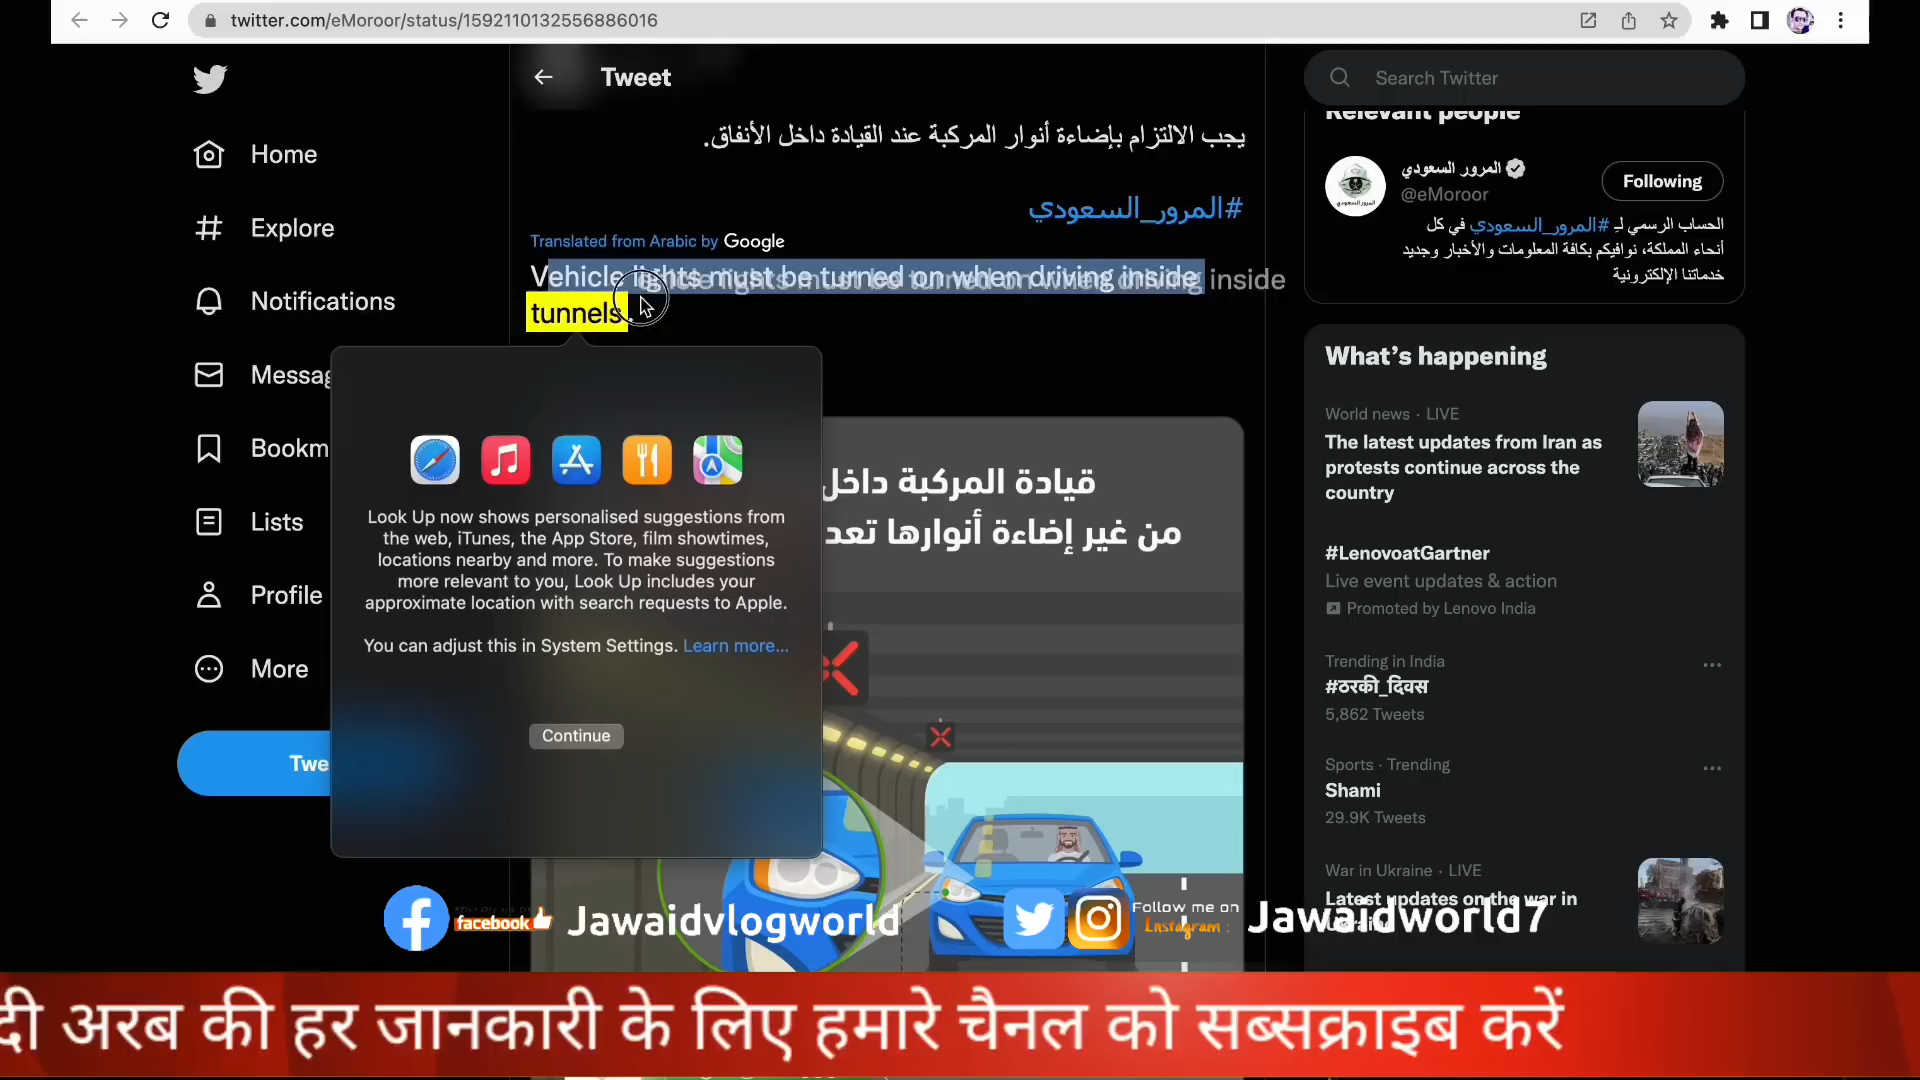 twitter.com/eMoroor/status/1592110132556886016
Tweet
Search Twitter
Home
Explore
Notifications
Messag
Bookm
Lists
Profile
More
Twe
يجب الالتزام بإضاءة أنوار المركبة عند القيادة داخل الأنفاق.
#المرور_السعودي
Translated from Arabic by Google
Vehicle lights must be turned on when driving inside
tunnels.
Look Up now shows personalised suggestions from
the web, iTunes, the App Store, film showtimes,
locations nearby and more. To make suggestions
more relevant to you, Look Up includes your
approximate location with search requests to Apple.
You can adjust this in System Settings. Learn more...
Continue
قيادة المركبة داخل
من غير إضاءة أنوارها تعد
Relevant people
المرور السعودي
@eMoroor
Following
الحساب الرسمي لـ #المرور_السعودي في كل
أنحاء المملكة، نوافيكم بكافة المعلومات والأخبار وجديد
خدماتنا الإلكترونية
What's happening
World news · LIVE
The latest updates from Iran as
protests continue across the
country
#LenovoatGartner
Live event updates & action
Promoted by Lenovo India
Trending in India
#ठरकी_दिवस
5,862 Tweets
Sports · Trending
Shami
29.9K Tweets
War in Ukraine · LIVE
Latest updates on the war in
Ukraine
facebook
Jawaidvlogworld
Follow me on
Instagram :
Jawaidworld7
दी अरब की हर जानकारी के लिए हमारे चैनल को सब्सक्राइब करें